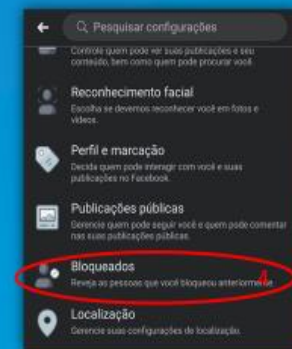 Pesquisar configurações
Controle quem pode ver suas publicações e seu
conteúdo, bem como quem pode procurar você.
Reconhecimento facial
Escolha se devemos reconhecer você em fotos e
vídeos.
Perfil e marcação
Decida quem pode interagir com você e suas
publicações no Facebook.
Publicações públicas
Gerencie quem pode seguir você e quem pode comentar
nas suas publicações públicas.
Bloqueados
Reveja as pessoas que você bloqueou anteriormente.
4
Localização
Gerencie suas configurações de localização.